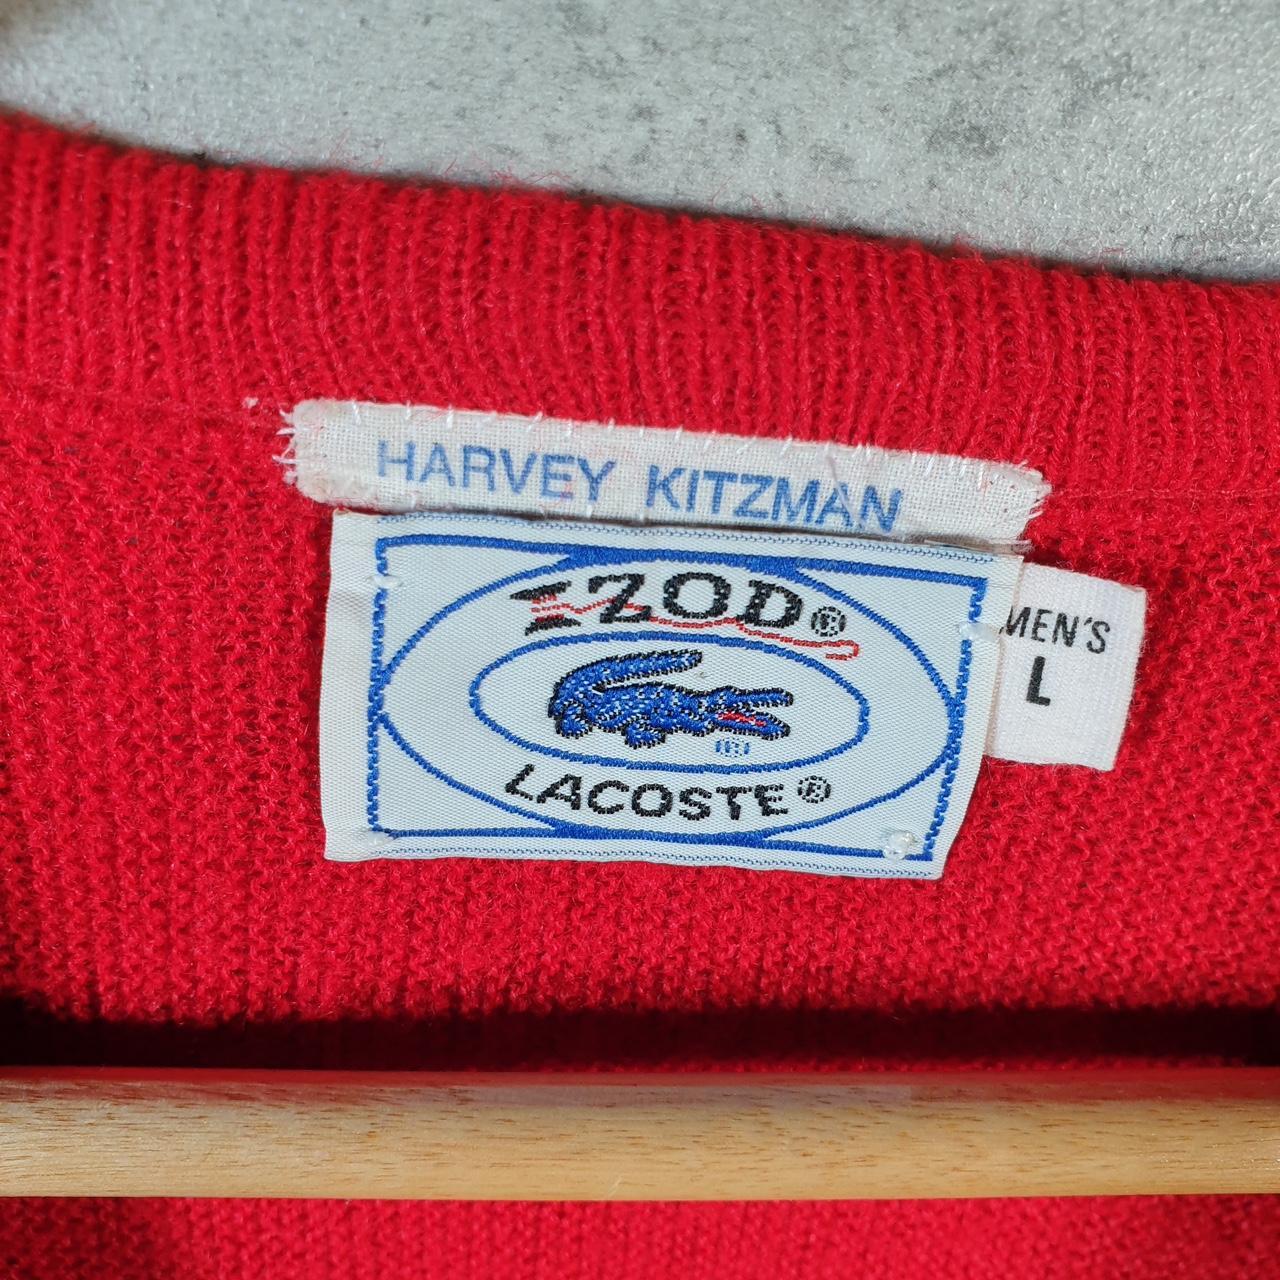 HARVEY KITZMAN
IZOD®
MEN'S
L
®
LACOSTE®